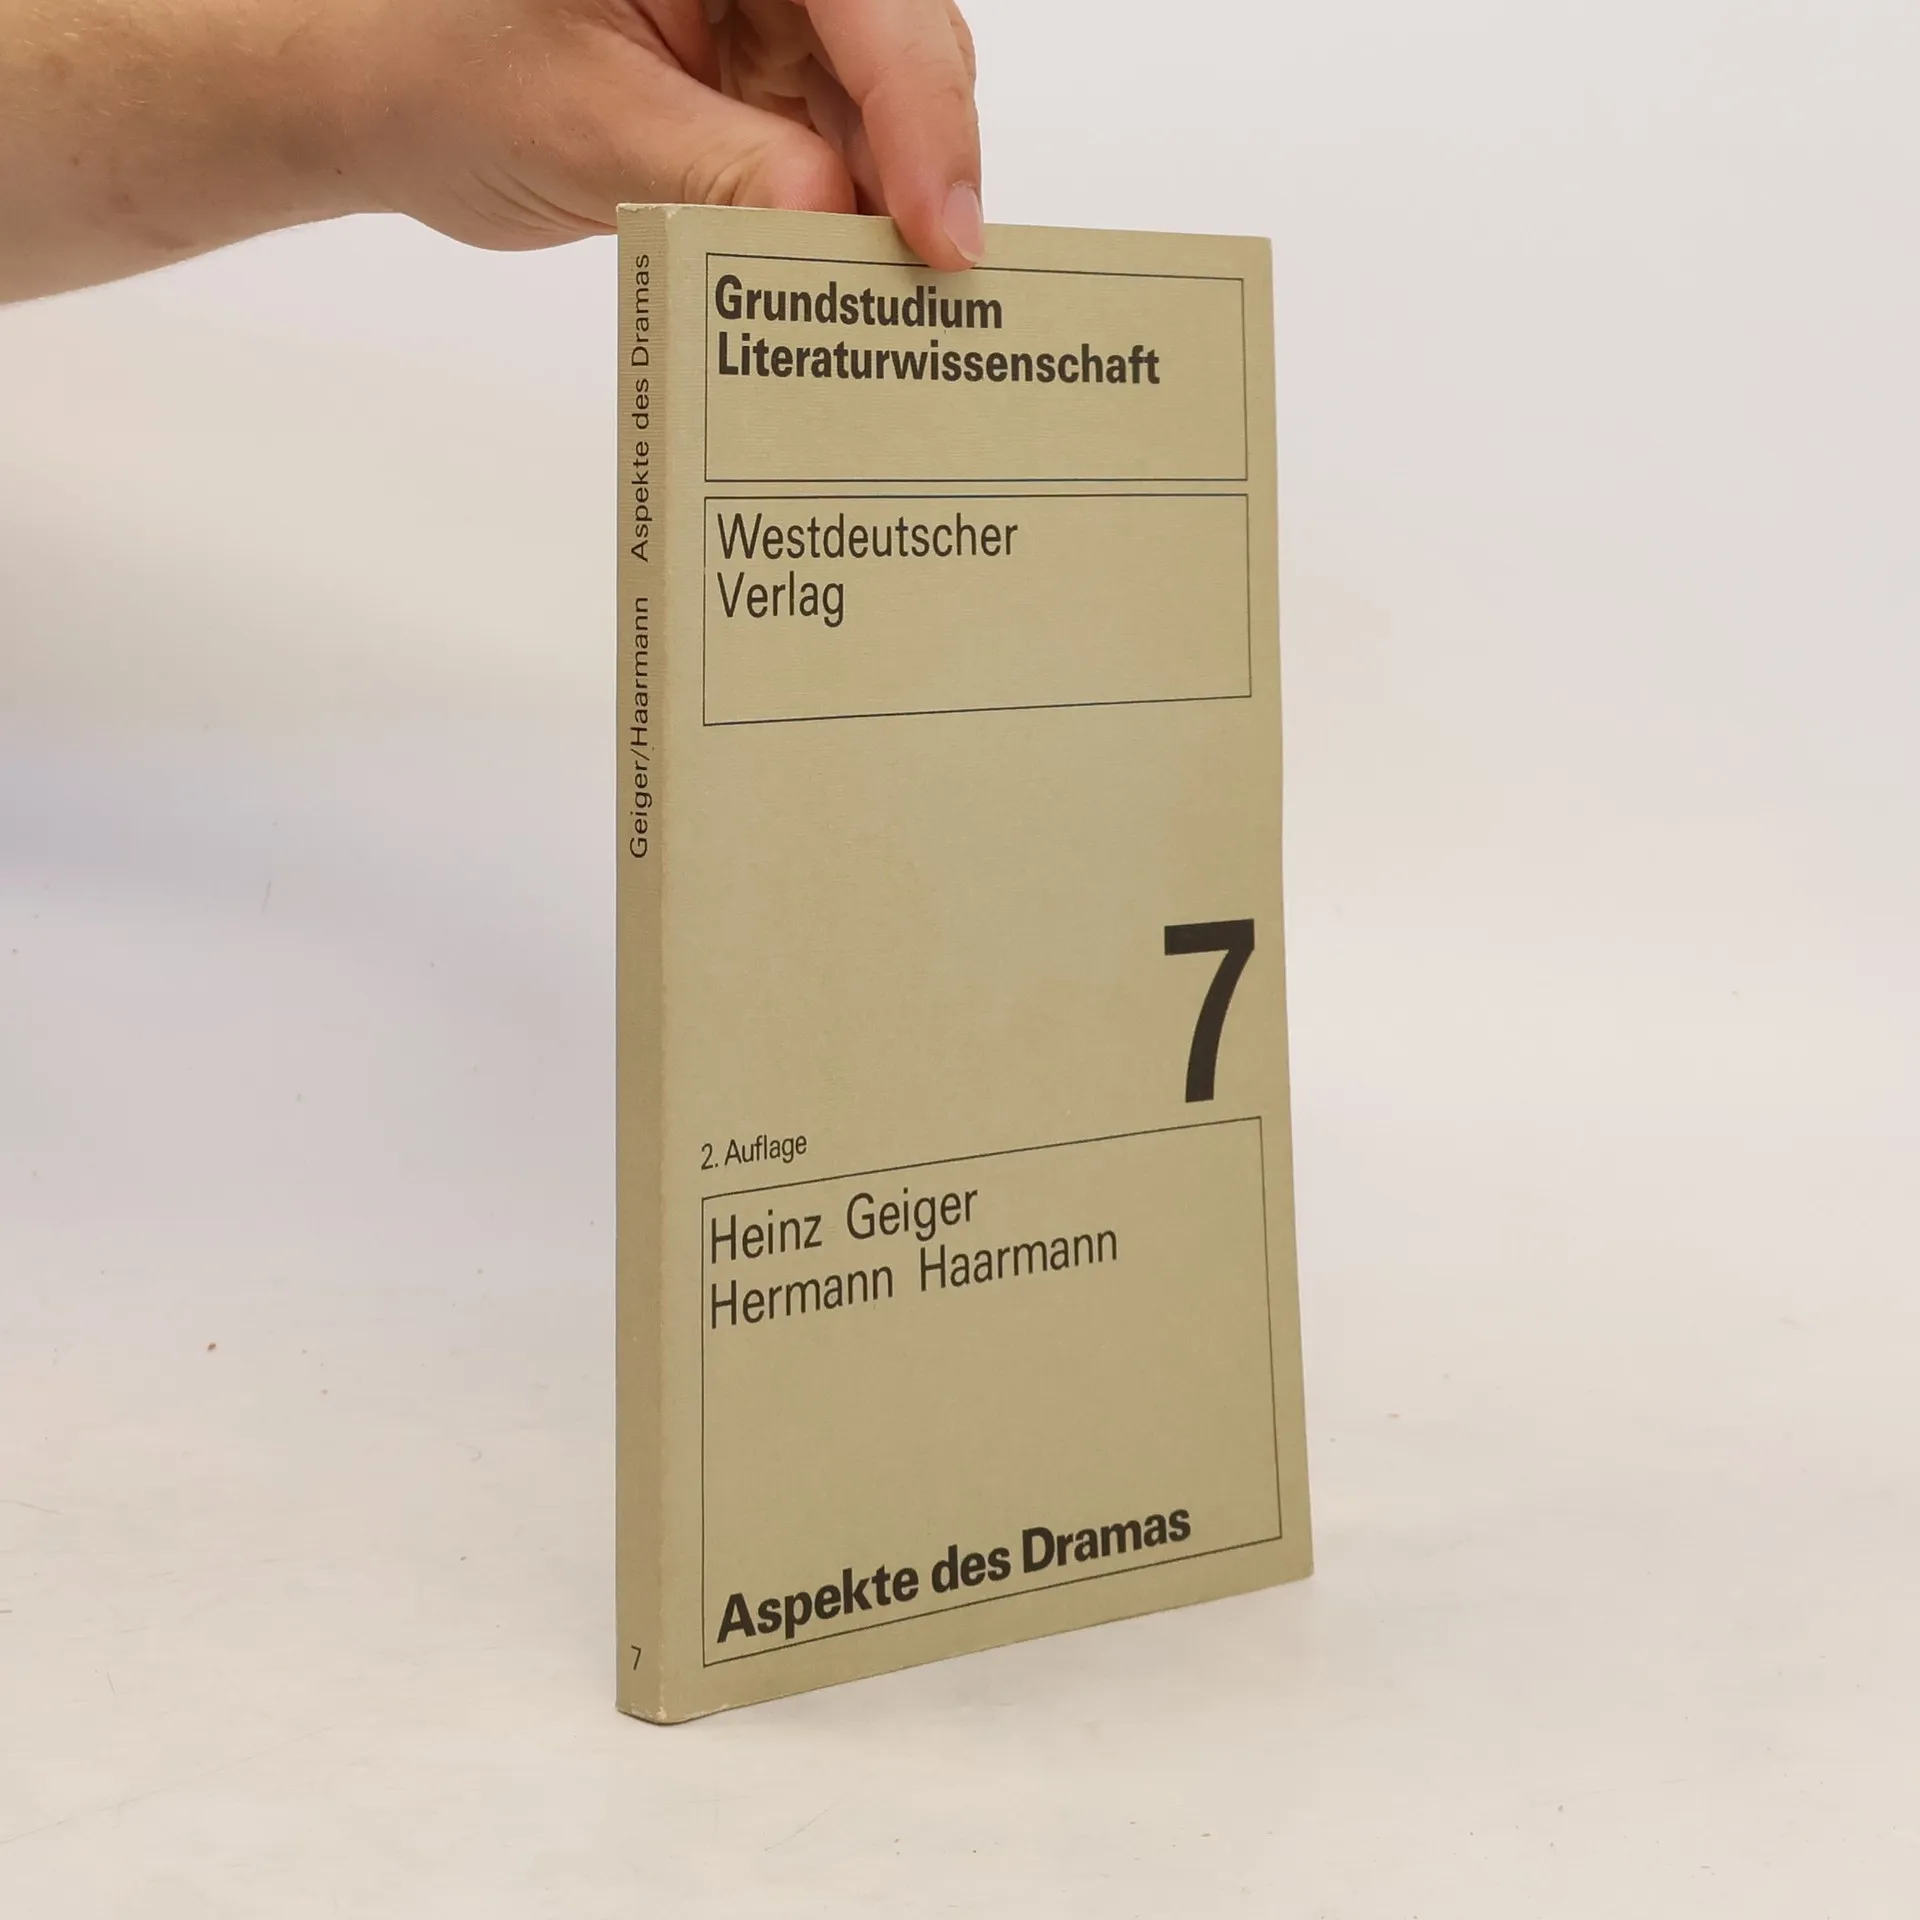 Grundstudium
Literaturwissenschaft
Westdeutscher
Verlag
7
2. Auflage
Heinz Geiger
Hermann Haarmann
Aspekte des Dramas
Geiger/Haarmann Aspekte des Dramas
7